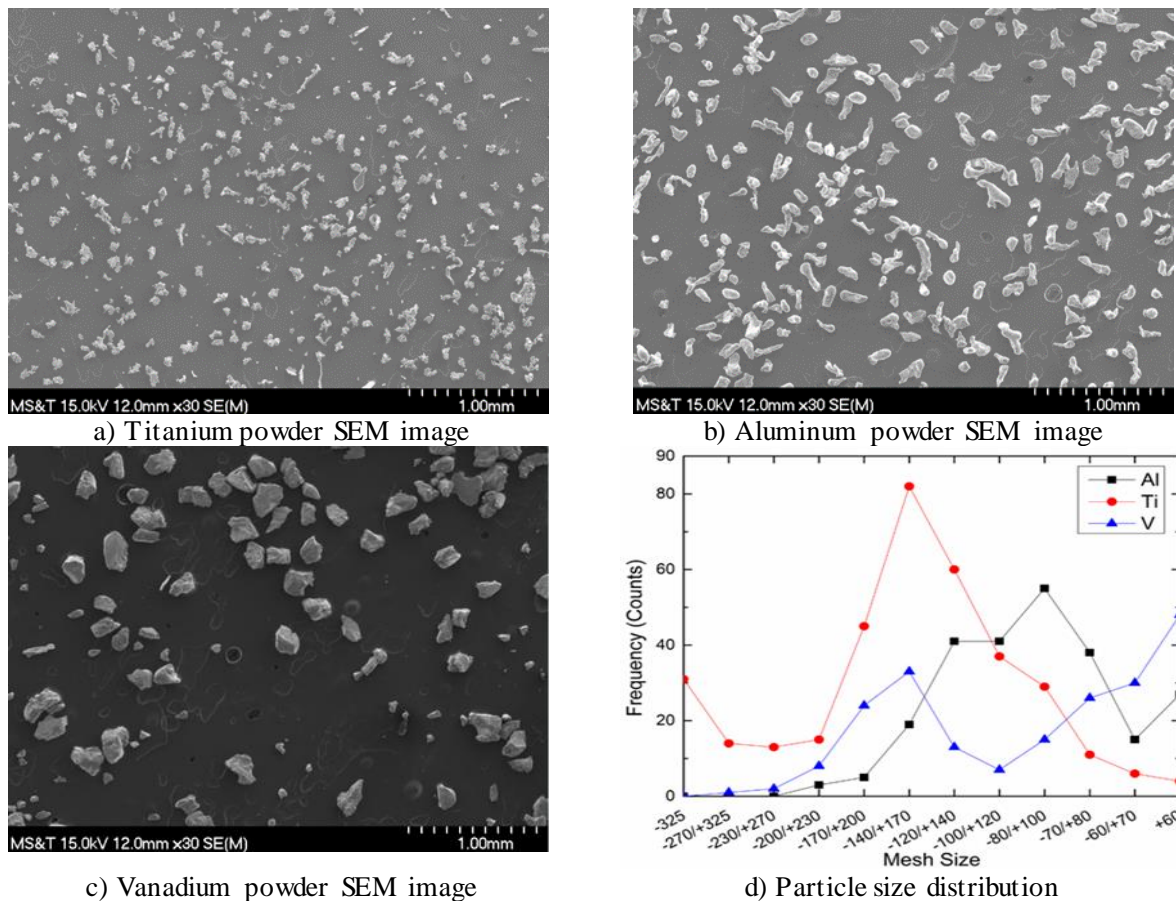 MS&T 15.0kV 12.0mm x30 SE(M) 1.00mm
MS&T 15.0kV 12.0mm x30 SE(M) 1.00mm
a) Titanium powder SEM image
b) Aluminum powder SEM image
MS&T 15.0kV 12.0mm x30 SE(M) 1.00mm
90
80
60
40
20
0
Frequency (Counts)
Al
Ti
V
-325
-270/+325
-230/+270
-200/+230
-170/+200
-140/+170
-120/+140
-100/+120
-80/+100
-70/+80
-60/+70
Mesh Size
c) Vanadium powder SEM image
d) Particle size distribution